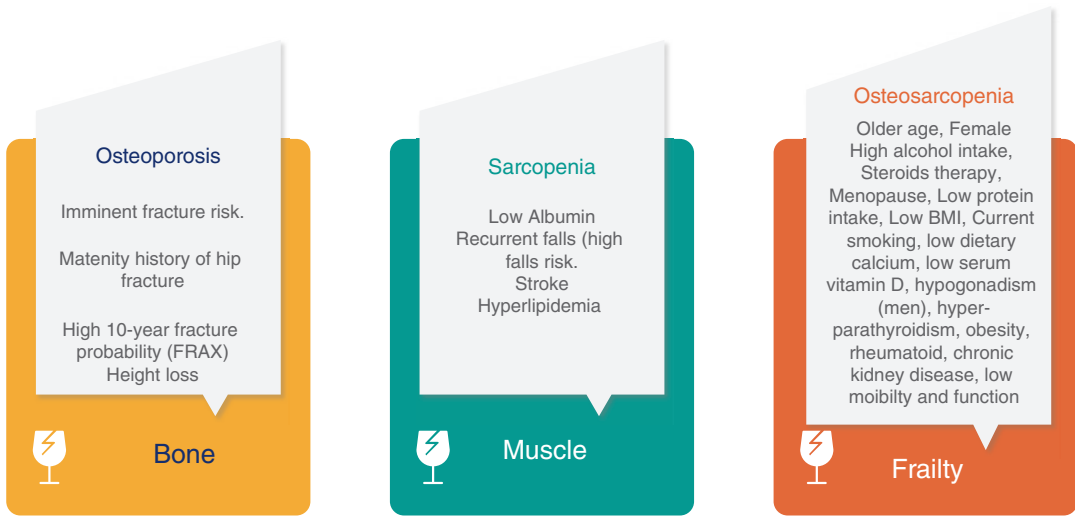 Osteoporosis
Imminent fracture risk.
Matenity history of hip
fracture
High 10-year fracture
probability (FRAX)
Height loss
Bone
Sarcopenia
Low Albumin
Recurrent falls (high
falls risk.
Stroke
Hyperlipidemia
Muscle
Osteosarcopenia
Older age, Female
High alcohol intake,
Steroids therapy,
Menopause, Low protein
intake, Low BMI, Current
smoking, low dietary
calcium, low serum
vitamin D, hypogonadism
(men), hyper-
parathyroidism, obesity,
rheumatoid, chronic
kidney disease, low
moibilty and function
Frailty